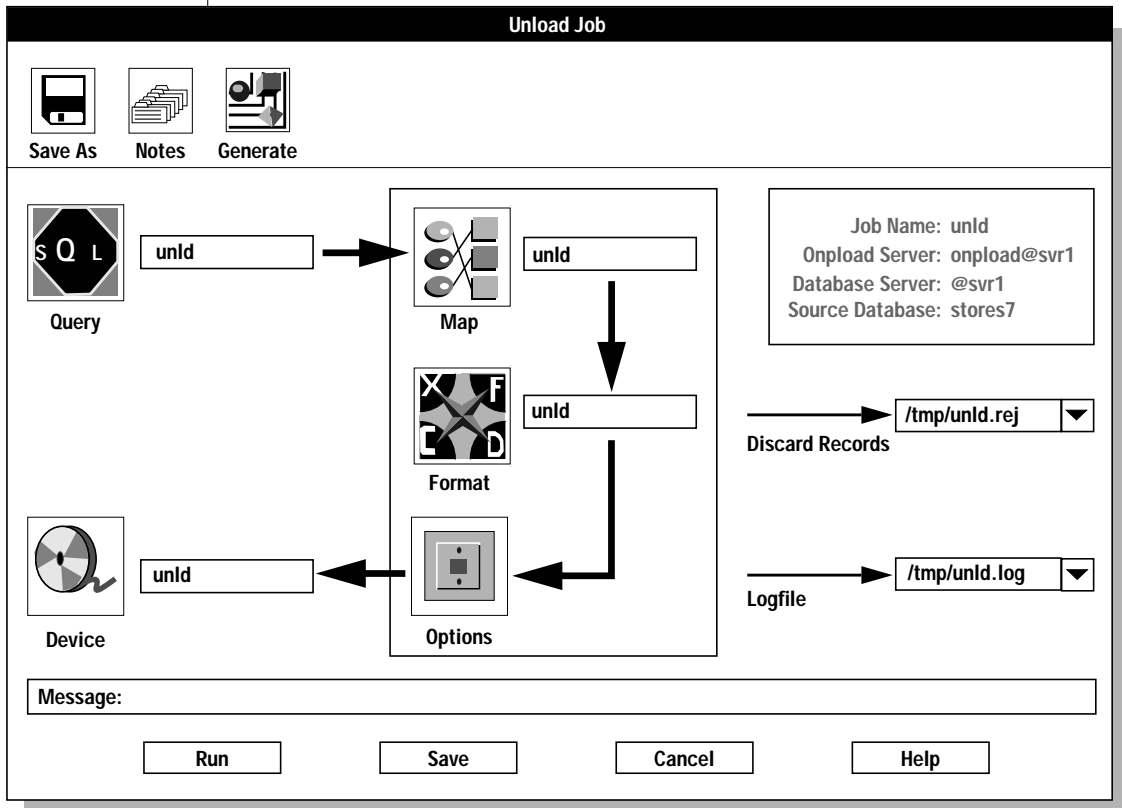 Unload Job
Save As
Notes
Generate
S Q L
unld
Query
unld
Map
Job Name: unld
Onpload Server: onpload@svr1
Database Server: @svr1
Source Database: stores7
X F C D
unld
Format
/tmp/unld.rej
Discard Records
unld
Device
Options
/tmp/unld.log
Logfile
Message:
Run
Save
Cancel
Help